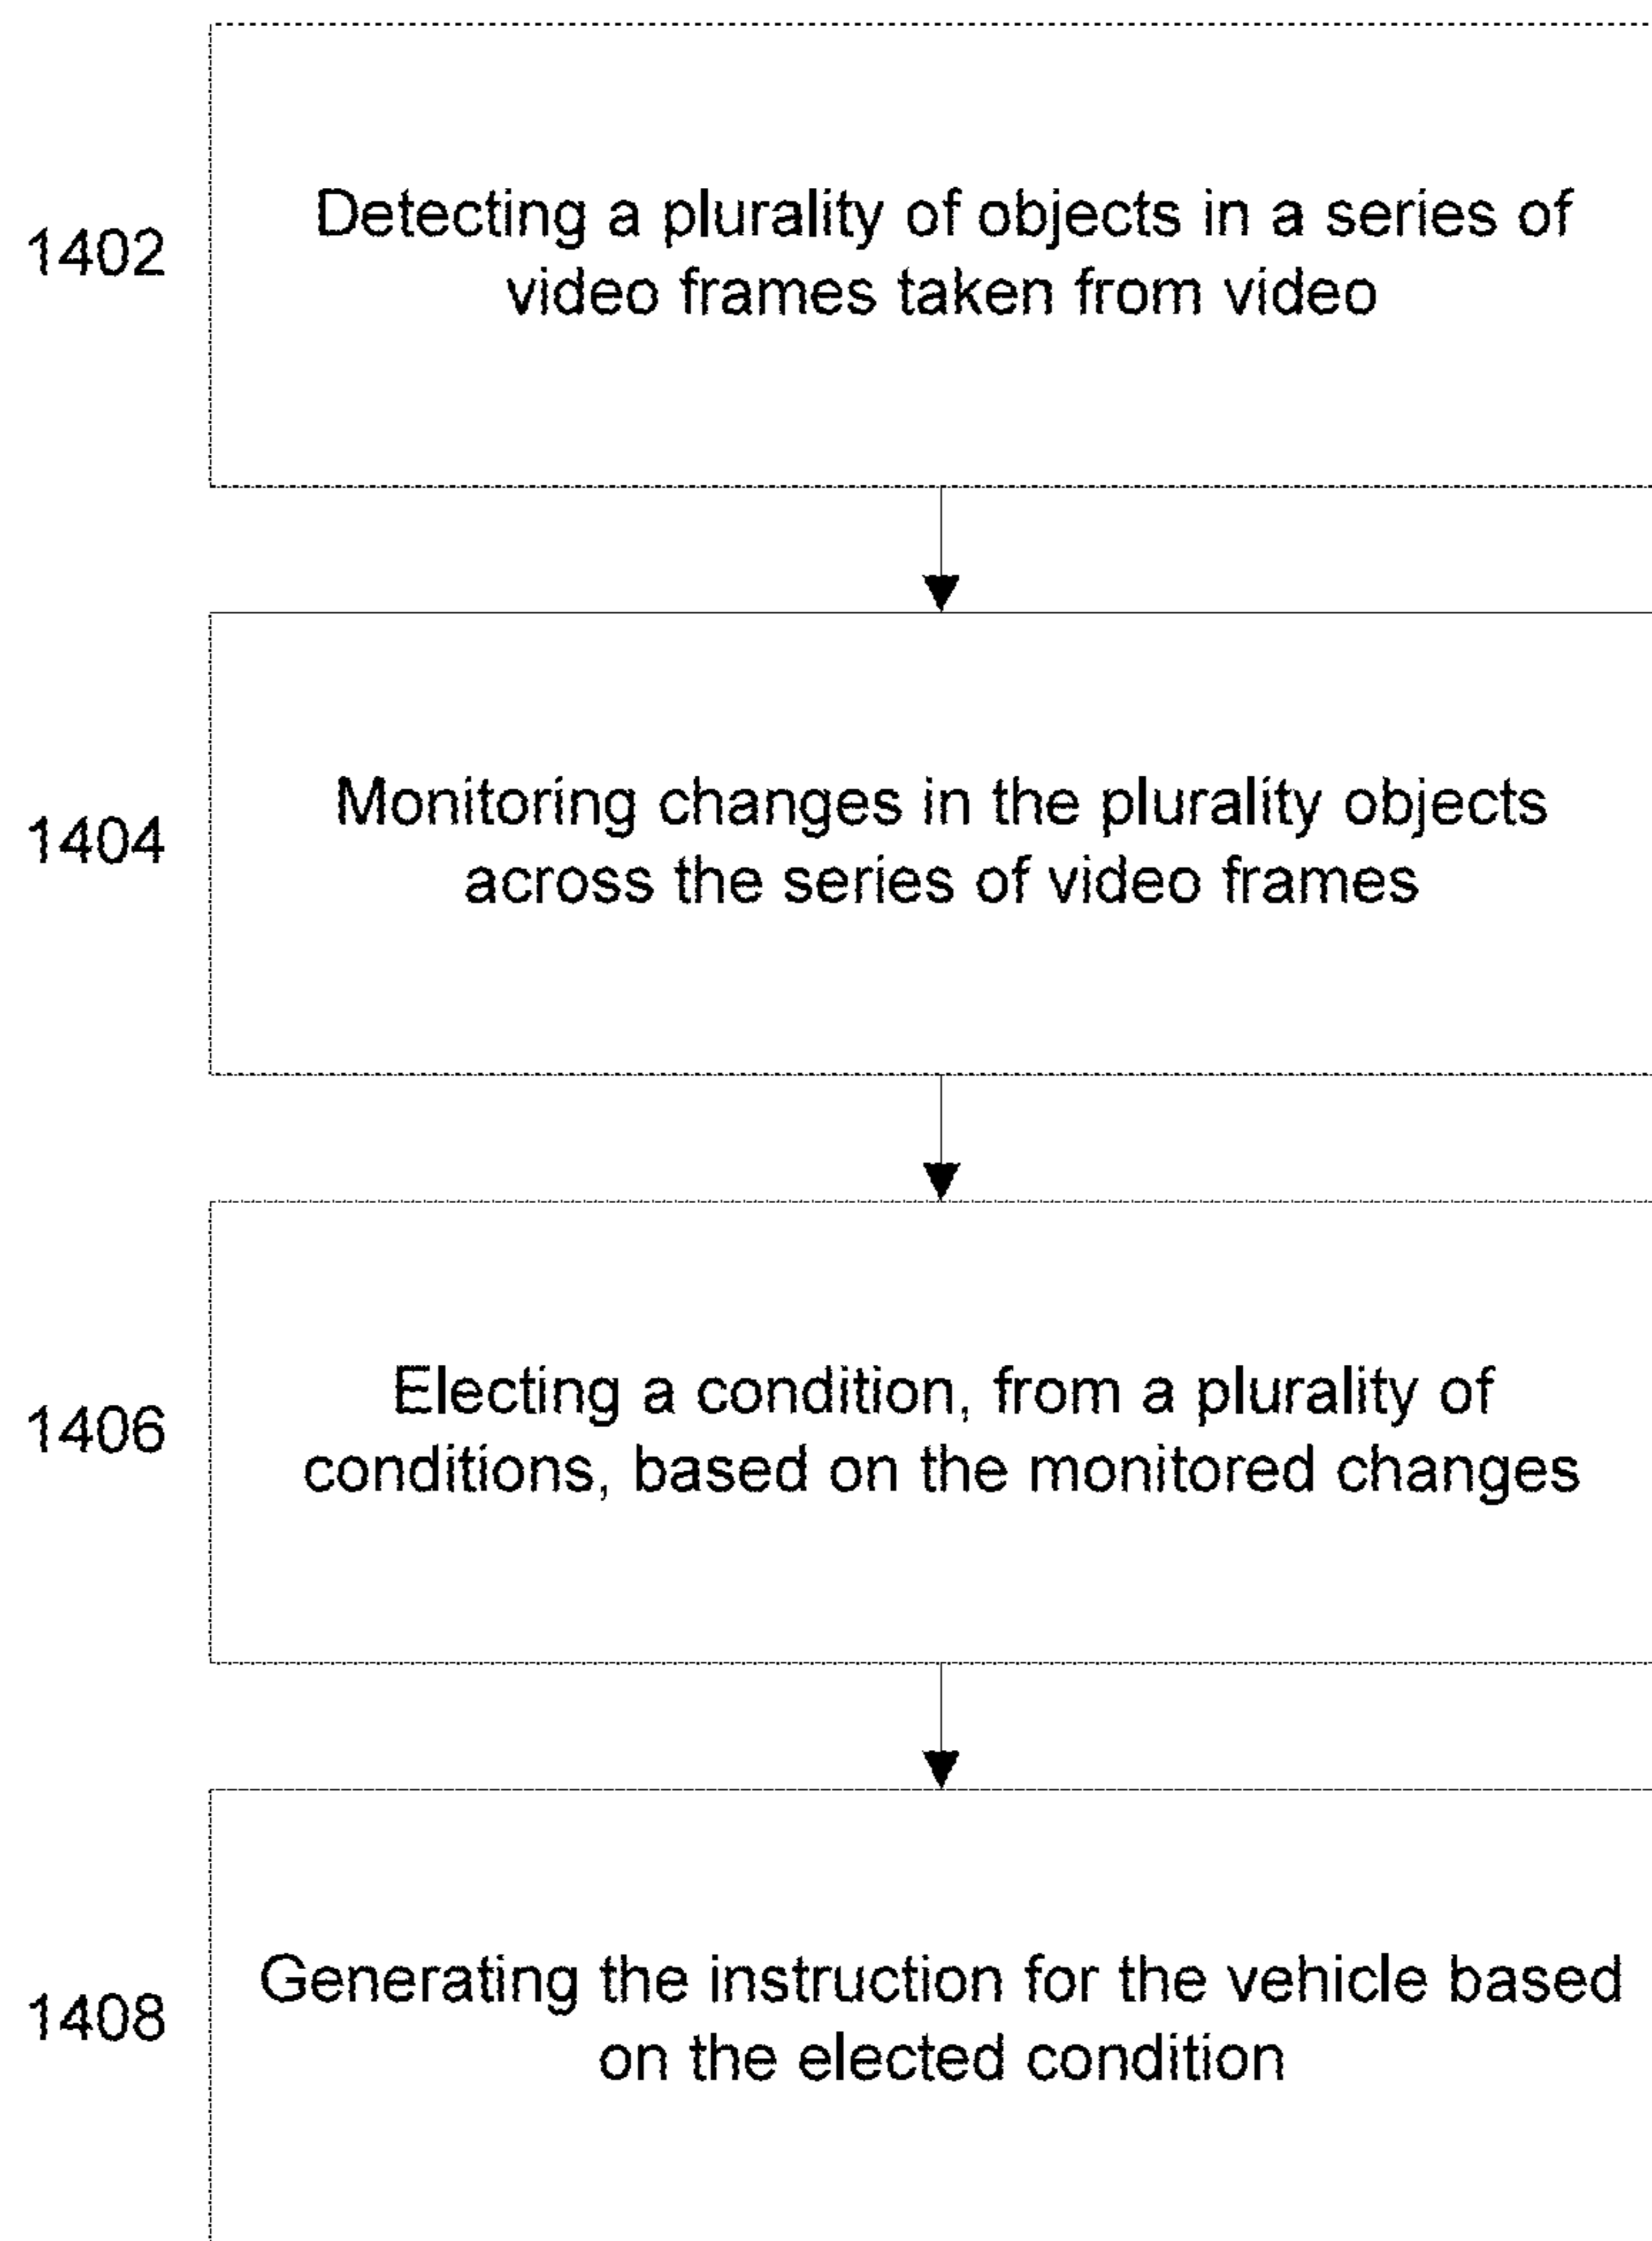 1402
Detecting a plurality of objects in a series of
video frames taken from video
1404
Monitoring changes in the plurality objects
across the series of video frames
1406
Electing a condition, from a plurality of
conditions, based on the monitored changes
1408
Generating the instruction for the vehicle based
on the elected condition